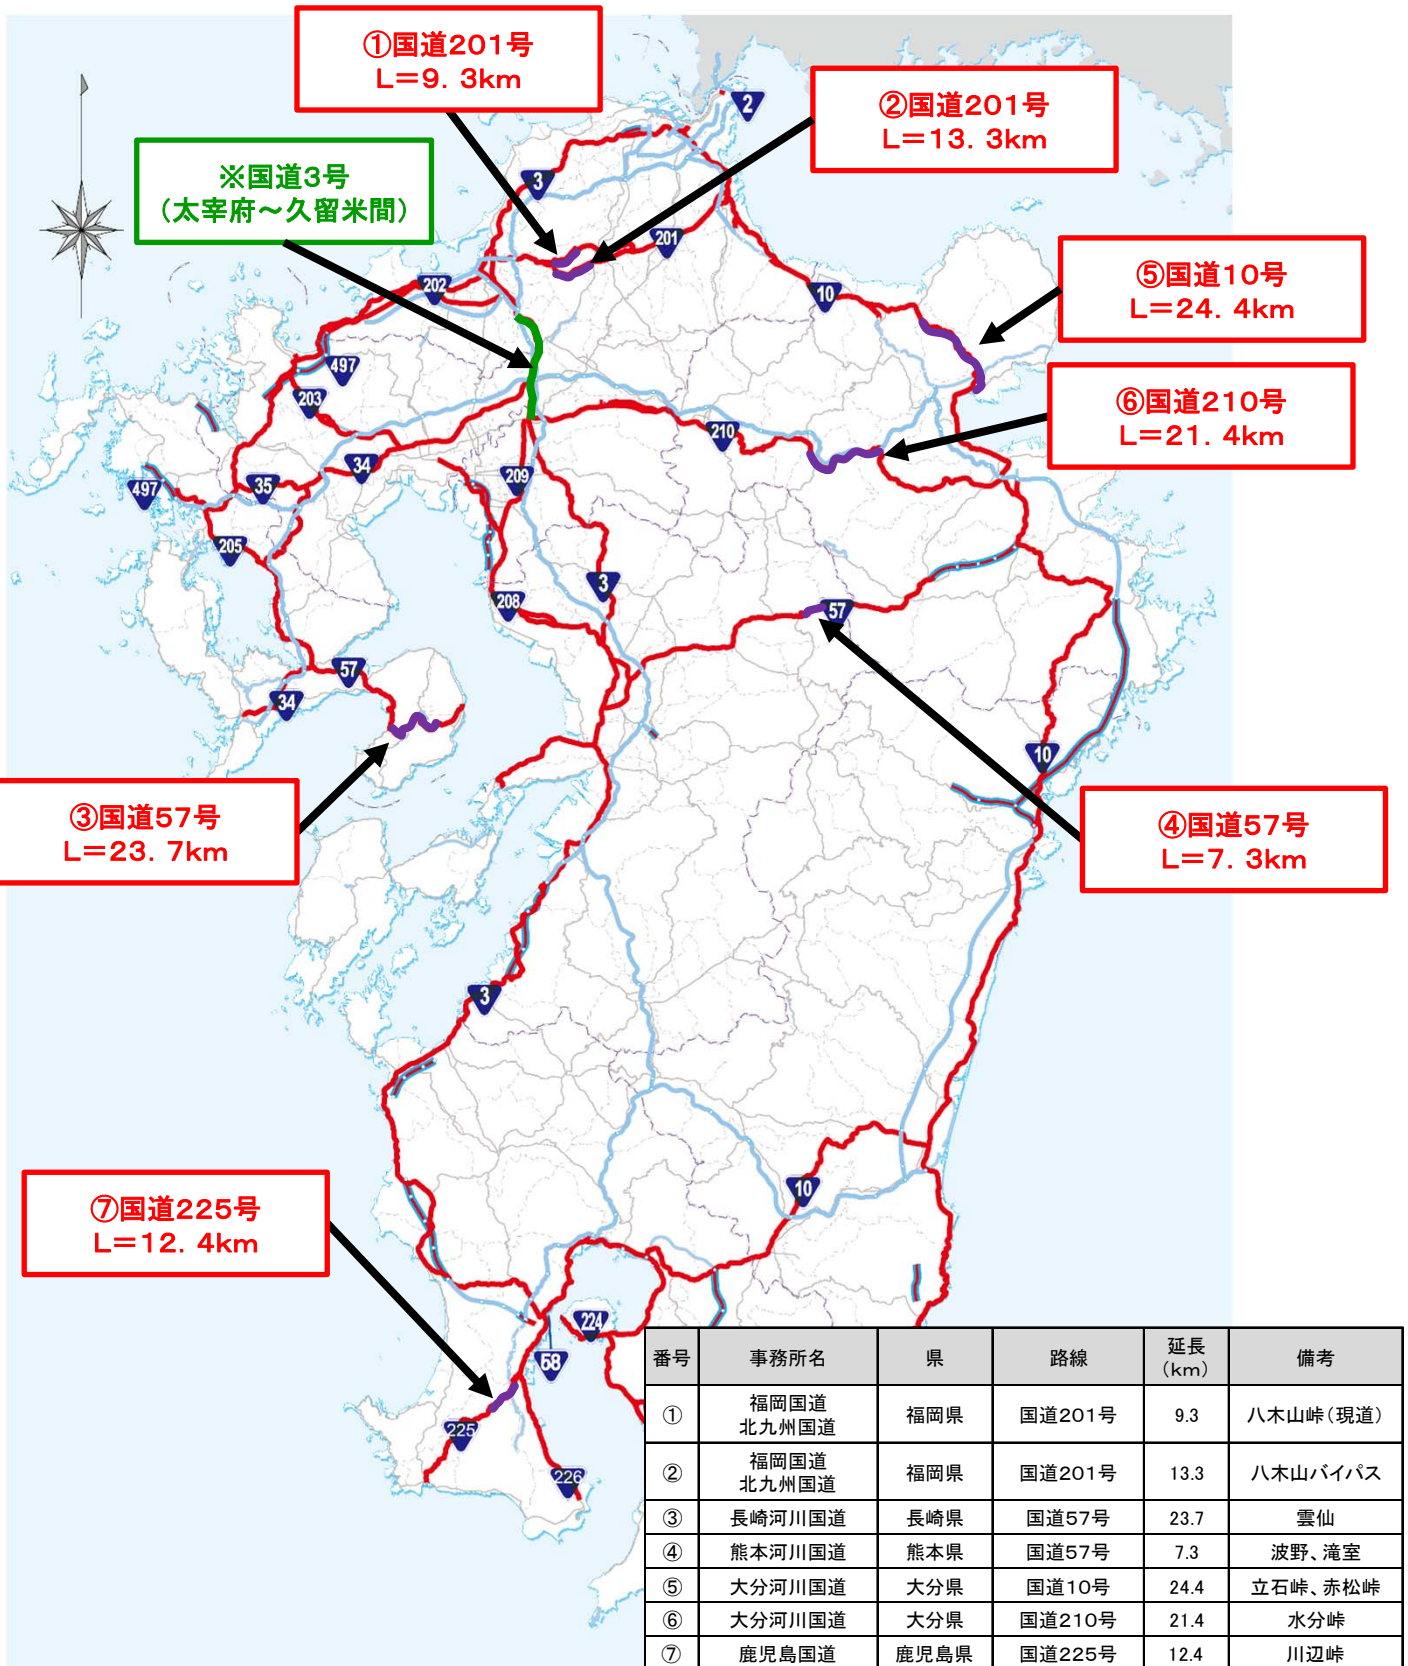 ①国道201号
L=9.3km
②国道201号
L=13.3km
※国道3号
(太宰府～久留米間)
⑤国道10号
L=24.4km
⑥国道210号
L=21.4km
③国道57号
L=23.7km
④国道57号
L=7.3km
⑦国道225号
L=12.4km
2
3
201
202
10
497
203
210
34
35
209
497
205
208
3
57
57
34
10
3
10
224
58
225
226
番号 事務所名 県 路線 延長(km) 備考
① 福岡国道 北九州国道 福岡県 国道201号 9.3 八木山峠(現道)
② 福岡国道 北九州国道 福岡県 国道201号 13.3 八木山バイパス
③ 長崎河川国道 長崎県 国道57号 23.7 雲仙
④ 熊本河川国道 熊本県 国道57号 7.3 波野、滝室
⑤ 大分河川国道 大分県 国道10号 24.4 立石峠、赤松峠
⑥ 大分河川国道 大分県 国道210号 21.4 水分峠
⑦ 鹿児島国道 鹿児島県 国道225号 12.4 川辺峠